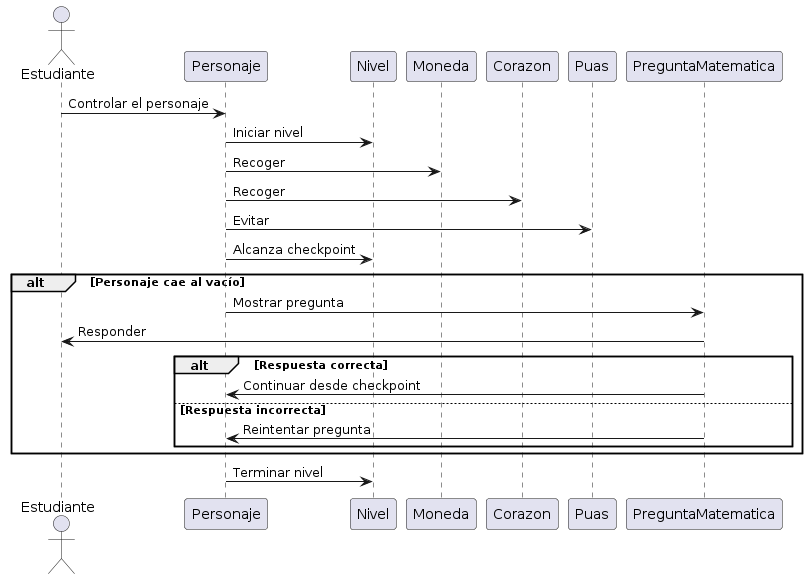 Estudiante
Personaje
Nivel
Moneda
Corazon
Puas
PreguntaMatematica
Controlar el personaje
Iniciar nivel
Recoger
Recoger
Evitar
Alcanza checkpoint
alt
[Personaje cae al vacío]
Mostrar pregunta
Responder
alt
[Respuesta correcta]
Continuar desde checkpoint
[Respuesta incorrecta]
Reintentar pregunta
Terminar nivel
Estudiante
Personaje
Nivel
Moneda
Corazon
Puas
PreguntaMatematica